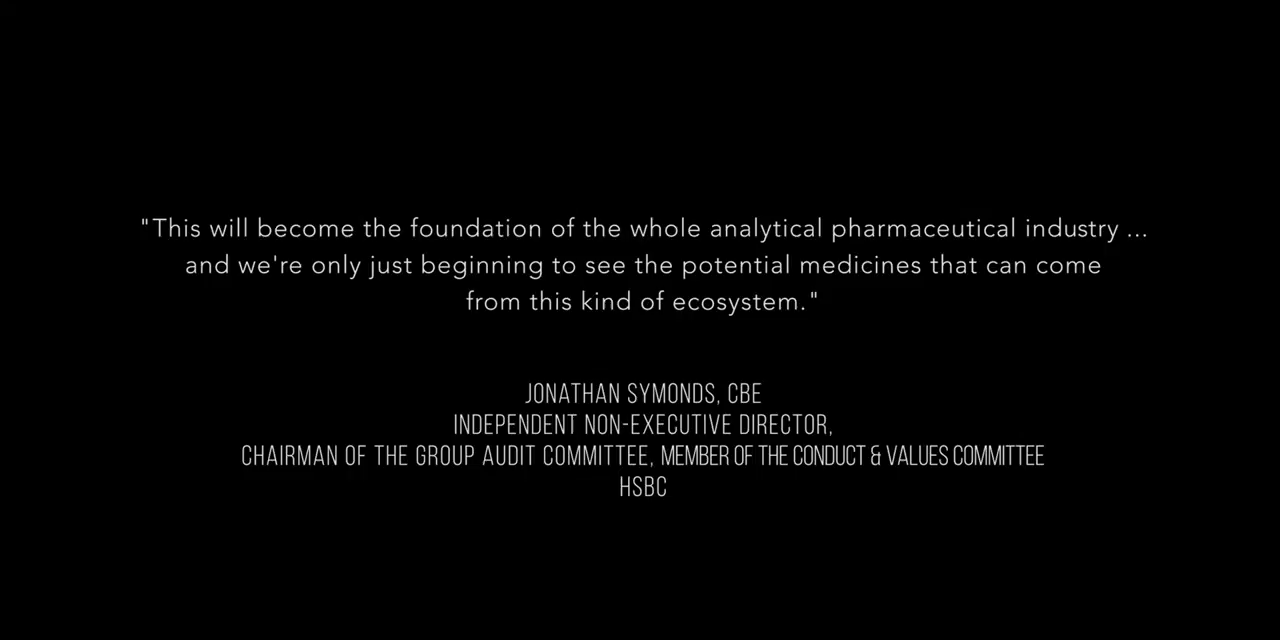 "This will become the foundation of the whole analytical pharmaceutical industry ...
and we're only just beginning to see the potential medicines that can come
from this kind of ecosystem."
JONATHAN SYMONDS, CBE
INDEPENDENT NON-EXECUTIVE DIRECTOR,
CHAIRMAN OF THE GROUP AUDIT COMMITTEE, MEMBER OF THE CONDUCT & VALUES COMMITTEE
HSBC